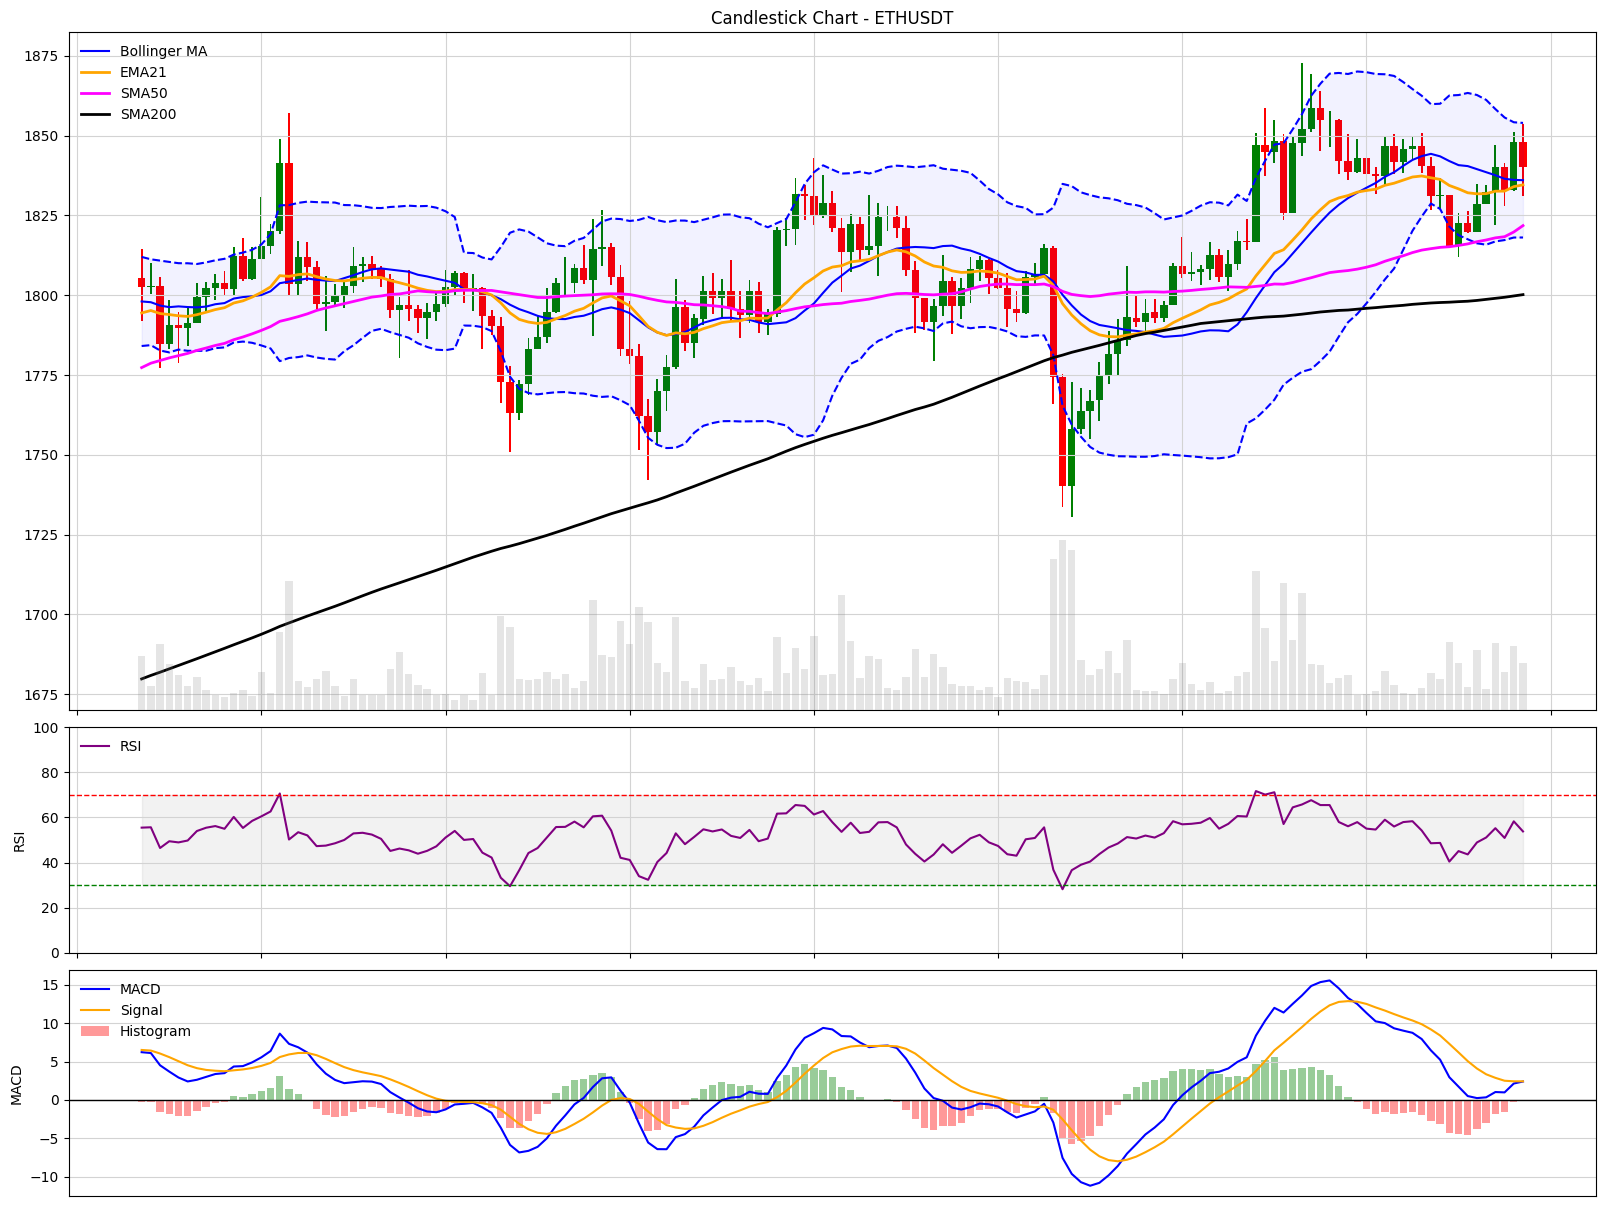 Candlestick Chart - ETHUSDT
1875
1850
1825
1800
1775
1750
1725
1700
1675
Bollinger MA
EMA21
SMA50
SMA200
100
80
60
40
20
0
RSI
RSI
15
10
5
0
−5
−10
MACD
MACD
Signal
Histogram